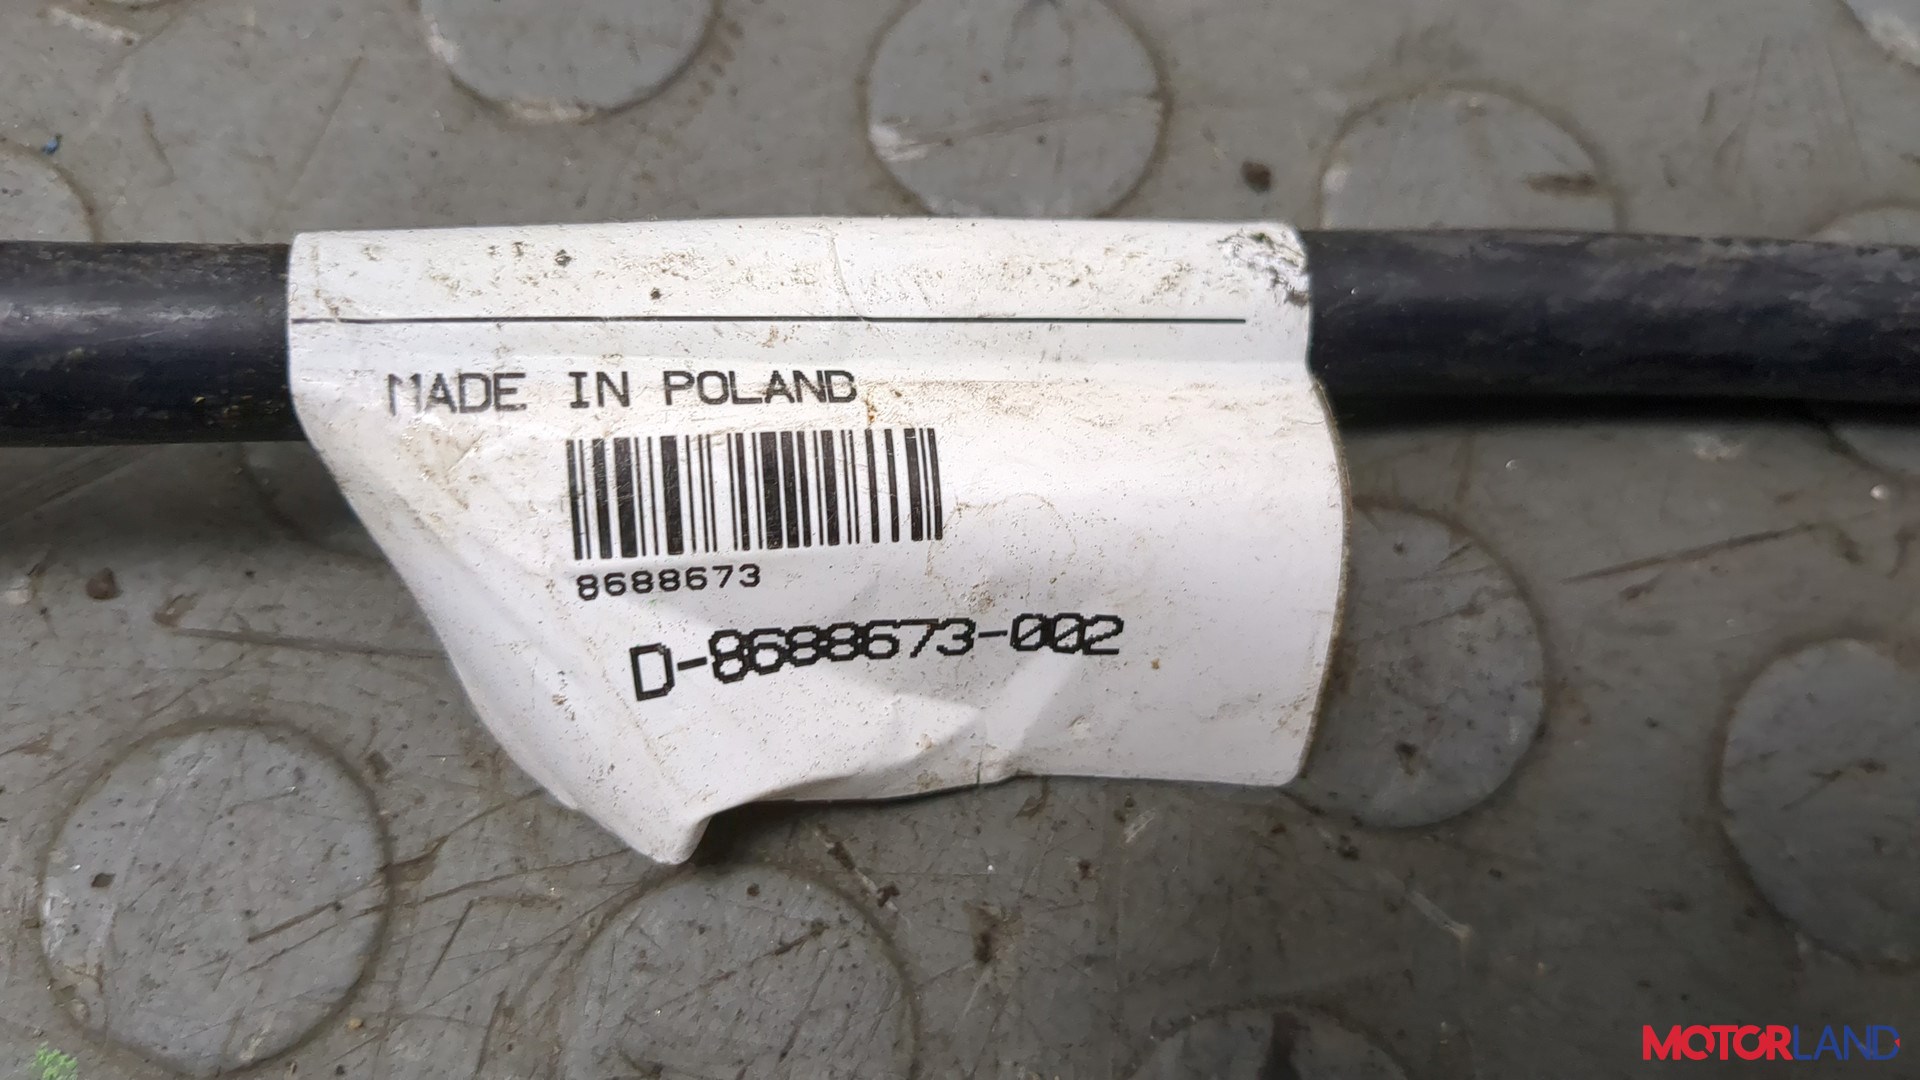 MADE IN POLAND
8688673
D-8688673-002
MOTORLAND